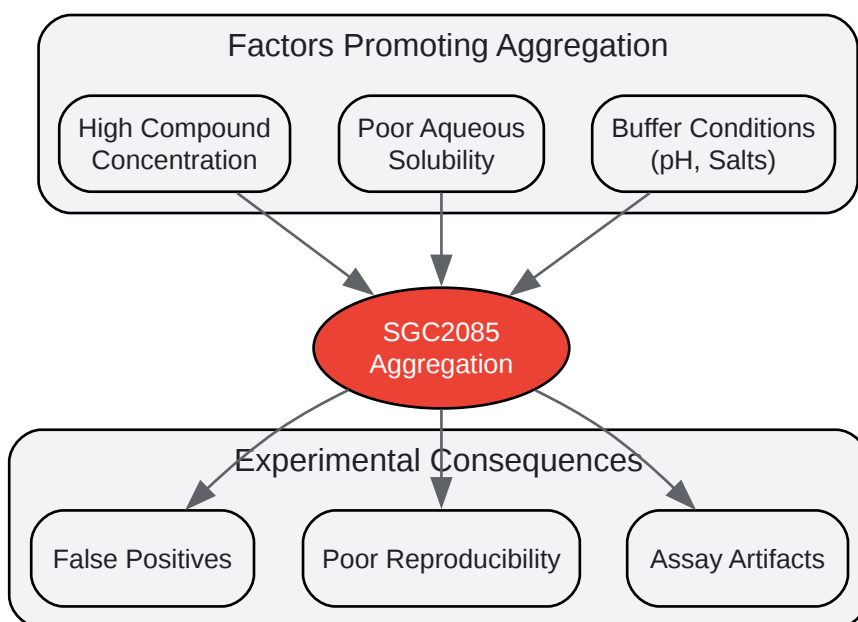 Factors Promoting Aggregation
High Compound
Concentration
Poor Aqueous
Solubility
Buffer Conditions
(pH, Salts)
SGC2085
Aggregation
Experimental Consequences
False Positives
Poor Reproducibility
Assay Artifacts